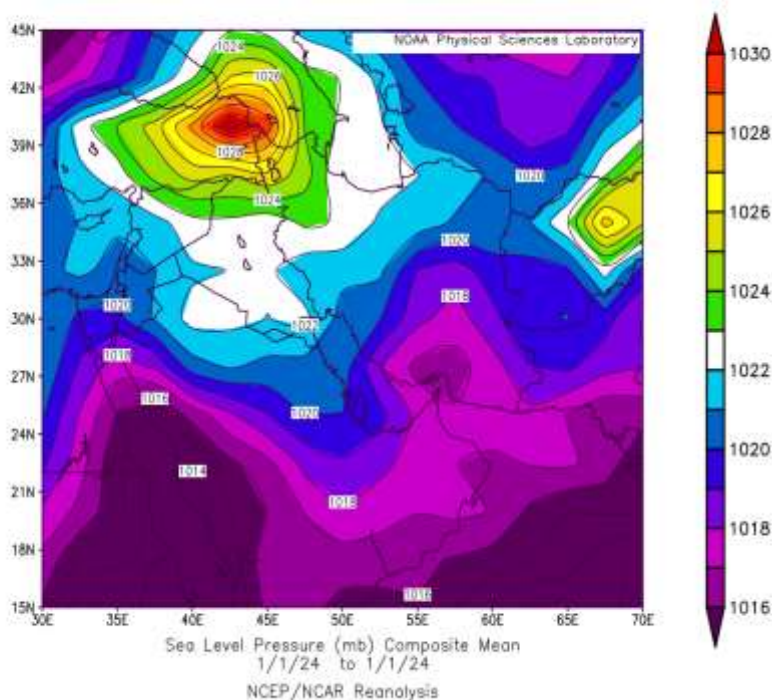 45N
NOAA Physical Sciences Laboratory
1024
1026
42N
39N
1028
1024
1020
36N
33N
1020
1018
1020
1022
30N
1018
27N
1016
1020
24N
1014
21N
1018
18N
1016
15N
30E 35E 40E 45E 50E 55E 60E 65E 70E
1030
1028
1026
1024
1022
1020
1018
1016
Sea Level Pressure (mb) Composite Mean
1/1/24 to 1/1/24
NCEP/NCAR Reanalysis